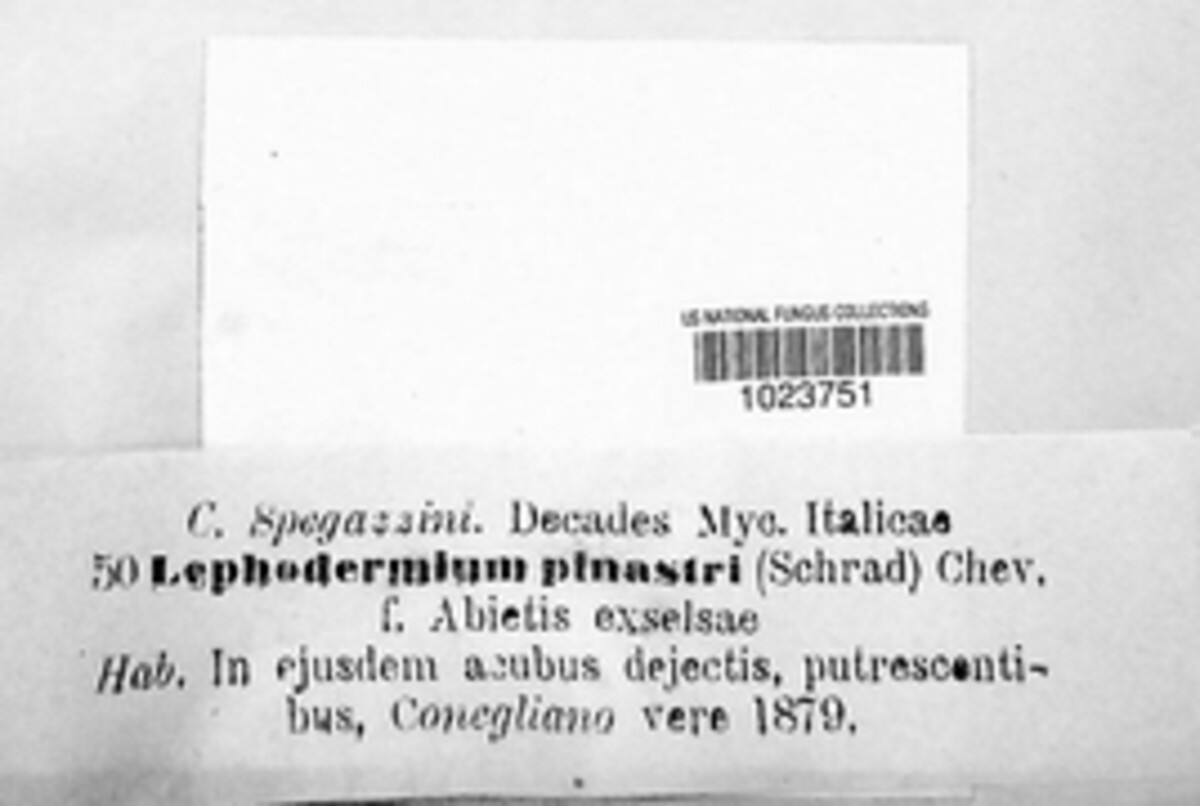 US NATIONAL FUNGUS COLLECTIONS
1023751
C. Spegazzini. Decades Myc. Italicae
50 Lephodermium pinastri (Schrad) Chev.
f. Abietis exselsae
Hab. In ejusdem acubus dejectis, putrescenti-
bus, Conegliano vere 1879.